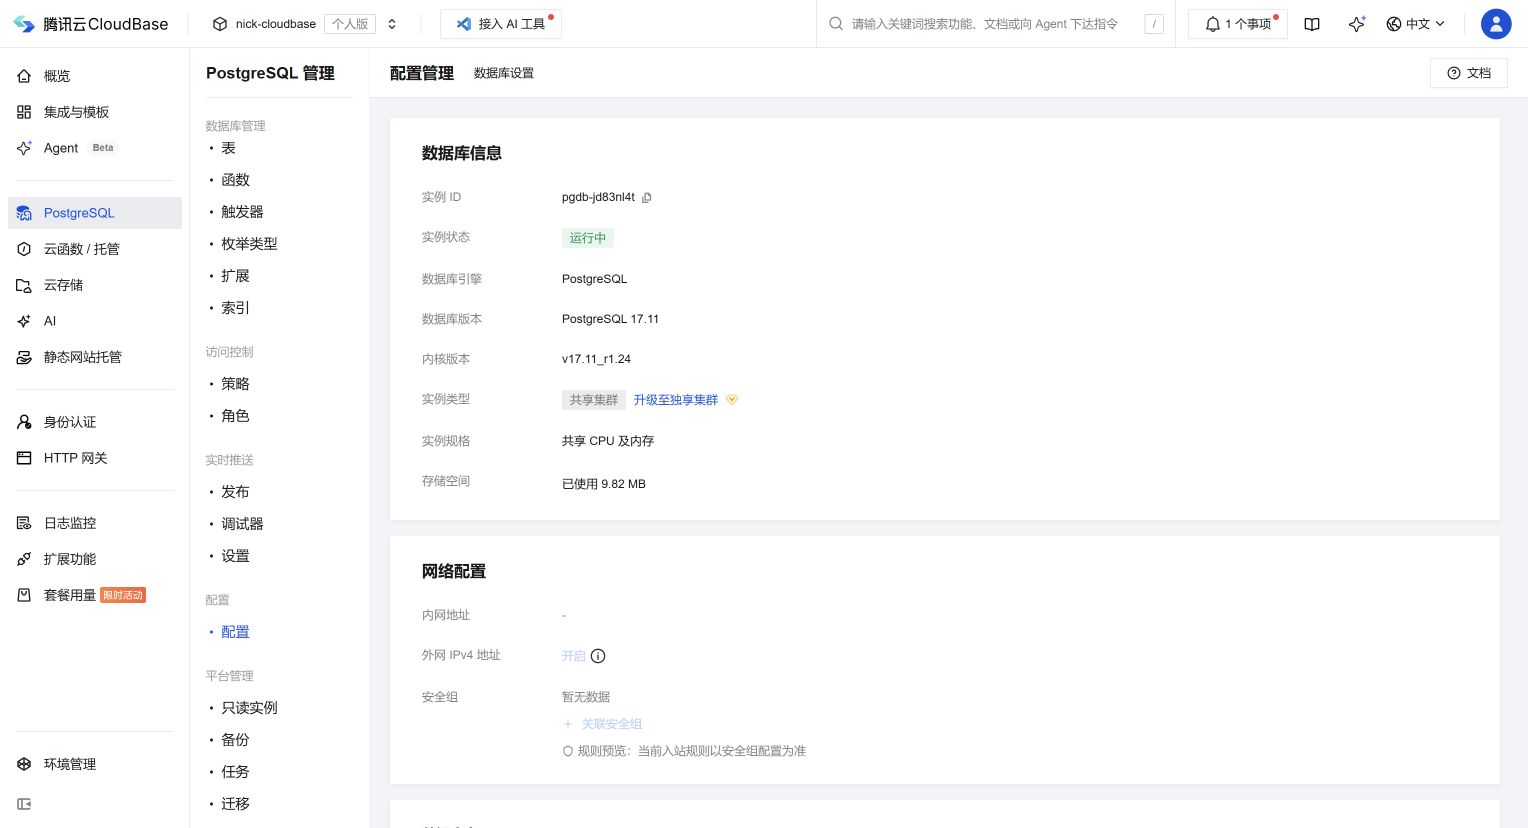 腾讯云CloudBase
nick-cloudbase 个人版
接入 AI 工具
请输入关键词搜索功能、文档或向 Agent 下达指令 /
1 个事项
中文
概览
集成与模板
Agent Beta
PostgreSQL
云函数 / 托管
云存储
AI
静态网站托管
身份认证
HTTP 网关
日志监控
扩展功能
套餐用量 限时活动
环境管理
PostgreSQL 管理
数据库管理
表
函数
触发器
枚举类型
扩展
索引
访问控制
策略
角色
实时推送
发布
调试器
设置
配置
配置
平台管理
只读实例
备份
任务
迁移
配置管理 数据库设置
文档
数据库信息
实例 ID pgdb-jd83nl4t
实例状态 运行中
数据库引擎 PostgreSQL
数据库版本 PostgreSQL 17.11
内核版本 v17.11_r1.24
实例类型 共享集群 升级至独享集群
实例规格 共享 CPU 及内存
存储空间 已使用 9.82 MB
网络配置
内网地址 -
外网 IPv4 地址 开启
安全组 暂无数据
+ 关联安全组
规则预览：当前入站规则以安全组配置为准